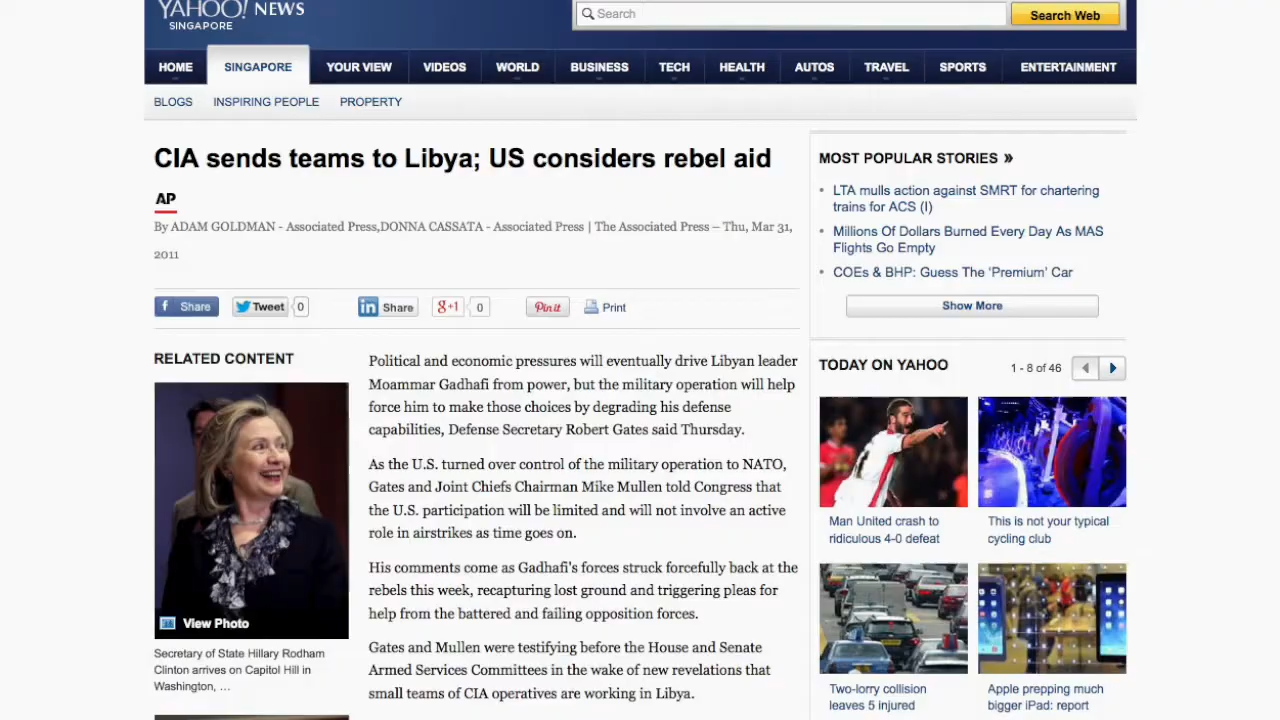 YAHOO! NEWS
SINGAPORE
Search
Search Web
HOME
SINGAPORE
YOUR VIEW
VIDEOS
WORLD
BUSINESS
TECH
HEALTH
AUTOS
TRAVEL
SPORTS
ENTERTAINMENT
BLOGS
INSPIRING PEOPLE
PROPERTY
CIA sends teams to Libya; US considers rebel aid
AP
By ADAM GOLDMAN - Associated Press,DONNA CASSATA - Associated Press | The Associated Press – Thu, Mar 31,
2011
f Share
Tweet 0
in Share
g+1 0
Pin it
Print
RELATED CONTENT
View Photo
Secretary of State Hillary Rodham
Clinton arrives on Capitol Hill in
Washington, ...
Political and economic pressures will eventually drive Libyan leader
Moammar Gadhafi from power, but the military operation will help
force him to make those choices by degrading his defense
capabilities, Defense Secretary Robert Gates said Thursday.
As the U.S. turned over control of the military operation to NATO,
Gates and Joint Chiefs Chairman Mike Mullen told Congress that
the U.S. participation will be limited and will not involve an active
role in airstrikes as time goes on.
His comments come as Gadhafi's forces struck forcefully back at the
rebels this week, recapturing lost ground and triggering pleas for
help from the battered and failing opposition forces.
Gates and Mullen were testifying before the House and Senate
Armed Services Committees in the wake of new revelations that
small teams of CIA operatives are working in Libya.
MOST POPULAR STORIES »
• LTA mulls action against SMRT for chartering
trains for ACS (I)
• Millions Of Dollars Burned Every Day As MAS
Flights Go Empty
• COEs & BHP: Guess The ‘Premium’ Car
Show More
TODAY ON YAHOO
1 - 8 of 46
Man United crash to
ridiculous 4-0 defeat
This is not your typical
cycling club
Two-lorry collision
leaves 5 injured
Apple prepping much
bigger iPad: report